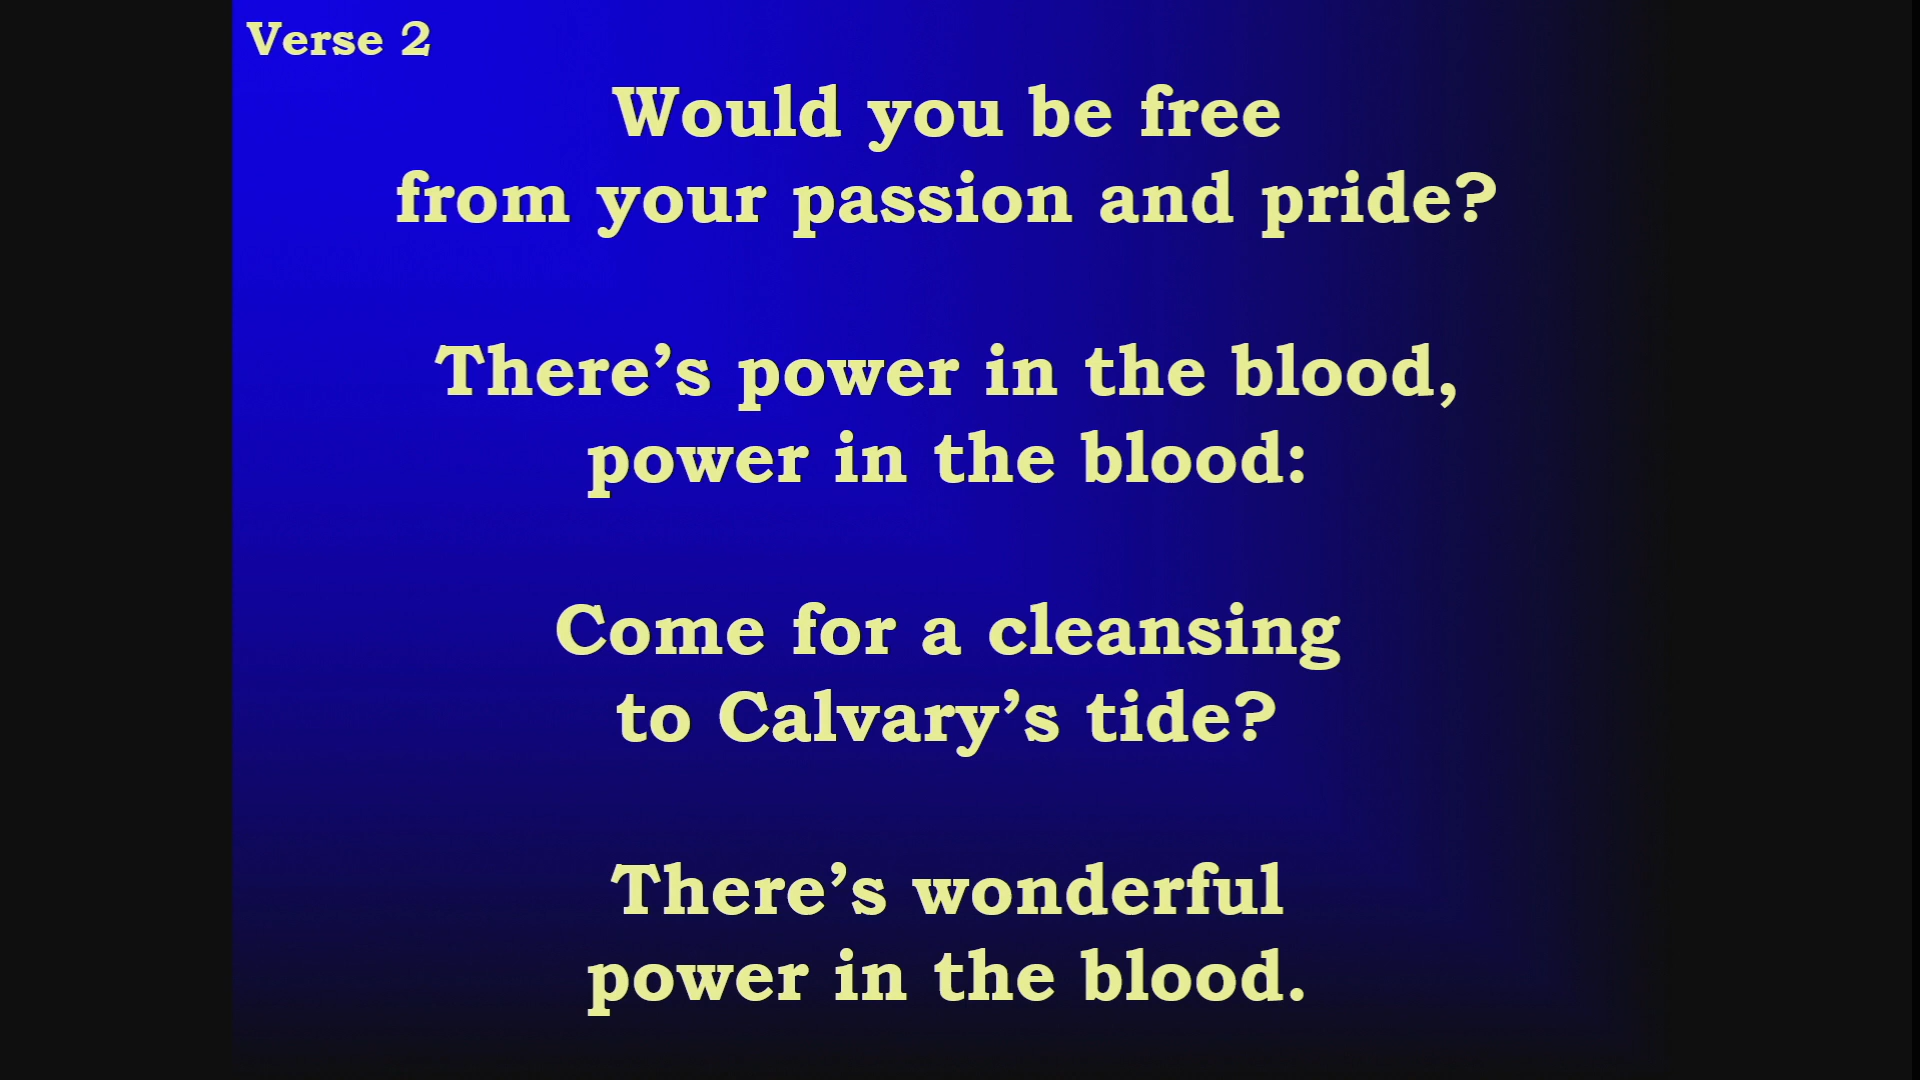 Verse 2
Would you be free
from your passion and pride?
There’s power in the blood,
power in the blood:
Come for a cleansing
to Calvary’s tide?
There’s wonderful
power in the blood.